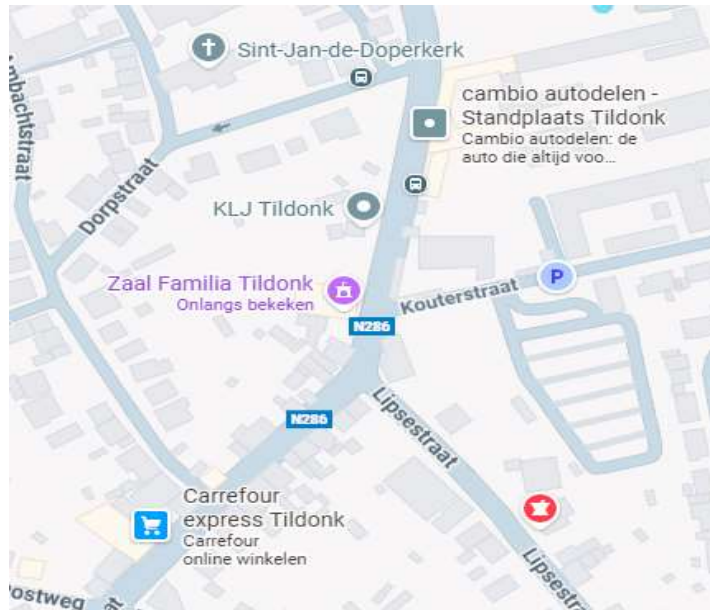 Sint-Jan-de-Doperkerk
cambio autodelen -
Standplaats Tildonk
Cambio autodelen: de
auto die altijd voo...
Dorpstraat
KLJ Tildonk
Zaal Familia Tildonk
Onlangs bekeken
Kouterstraat
P
N286
N286
Lipsestraat
Carrefour
express Tildonk
Carrefour
online winkelen
Lipsestraat